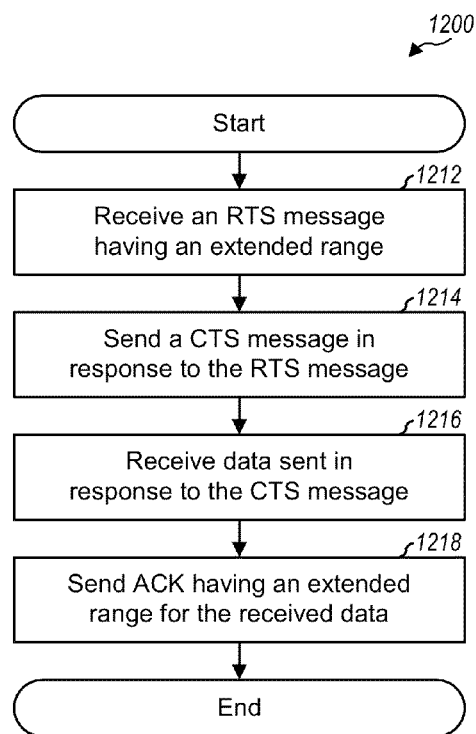 1200
Start
1212
Receive an RTS message
having an extended range
1214
Send a CTS message in
response to the RTS message
1216
Receive data sent in
response to the CTS message
1218
Send ACK having an extended
range for the received data
End